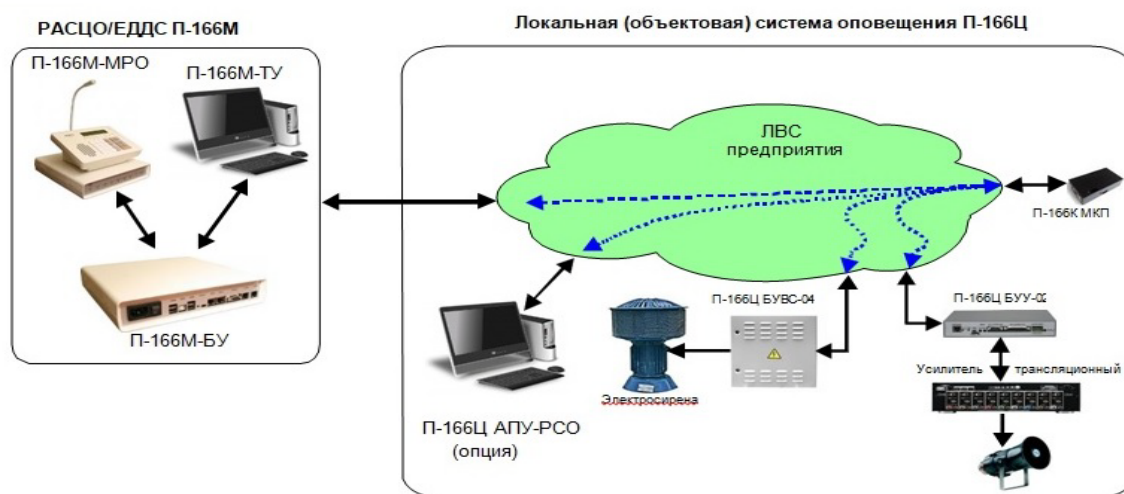 РАСЦО/ЕДДС П-166М
Локальная (объектовая) система оповещения П-166Ц
П-166М-МРО
П-166М-ТУ
П-166М-БУ
ЛВС
предприятия
П-166К МКП
П-166Ц БУВС-04
П-166Ц БУУ-02
Электросирена
Усилитель трансляционный
П-166Ц АПУ-РСО
(опция)